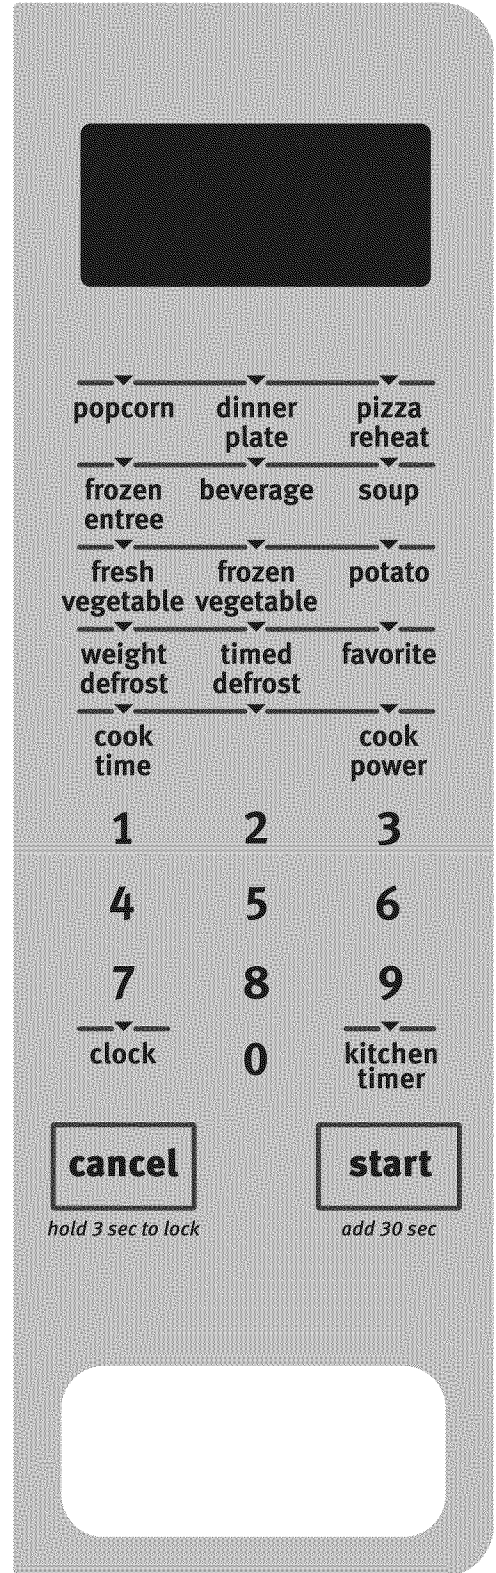 popcorn dinner plate pizza reheat
frozen entree beverage soup
fresh vegetable frozen vegetable potato
weight defrost timed defrost favorite
cook time cook power
1 2 3
4 5 6
7 8 9
clock 0 kitchen timer
cancel start
hold 3 sec to lock add 30 sec